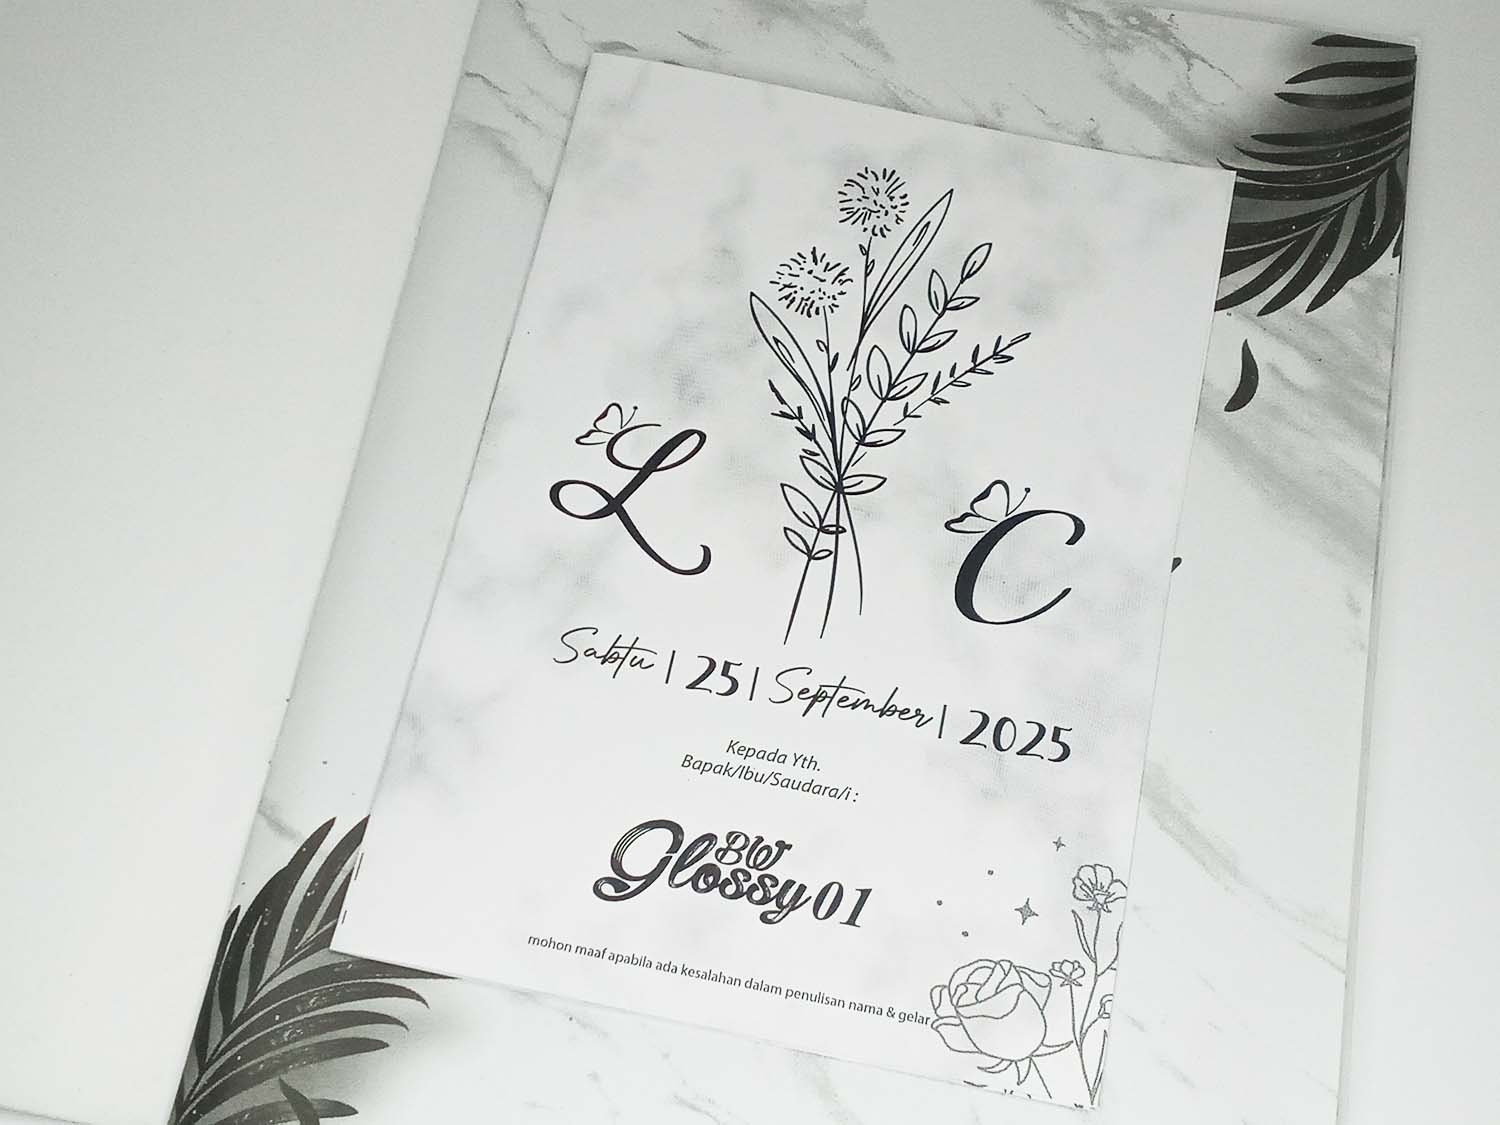 L C
Sabtu | 25 | September | 2025
Kepada Yth.
Bapak/Ibu/Saudara/i :
BW
Glossy 01
mohon maaf apabila ada kesalahan dalam penulisan nama & gelar